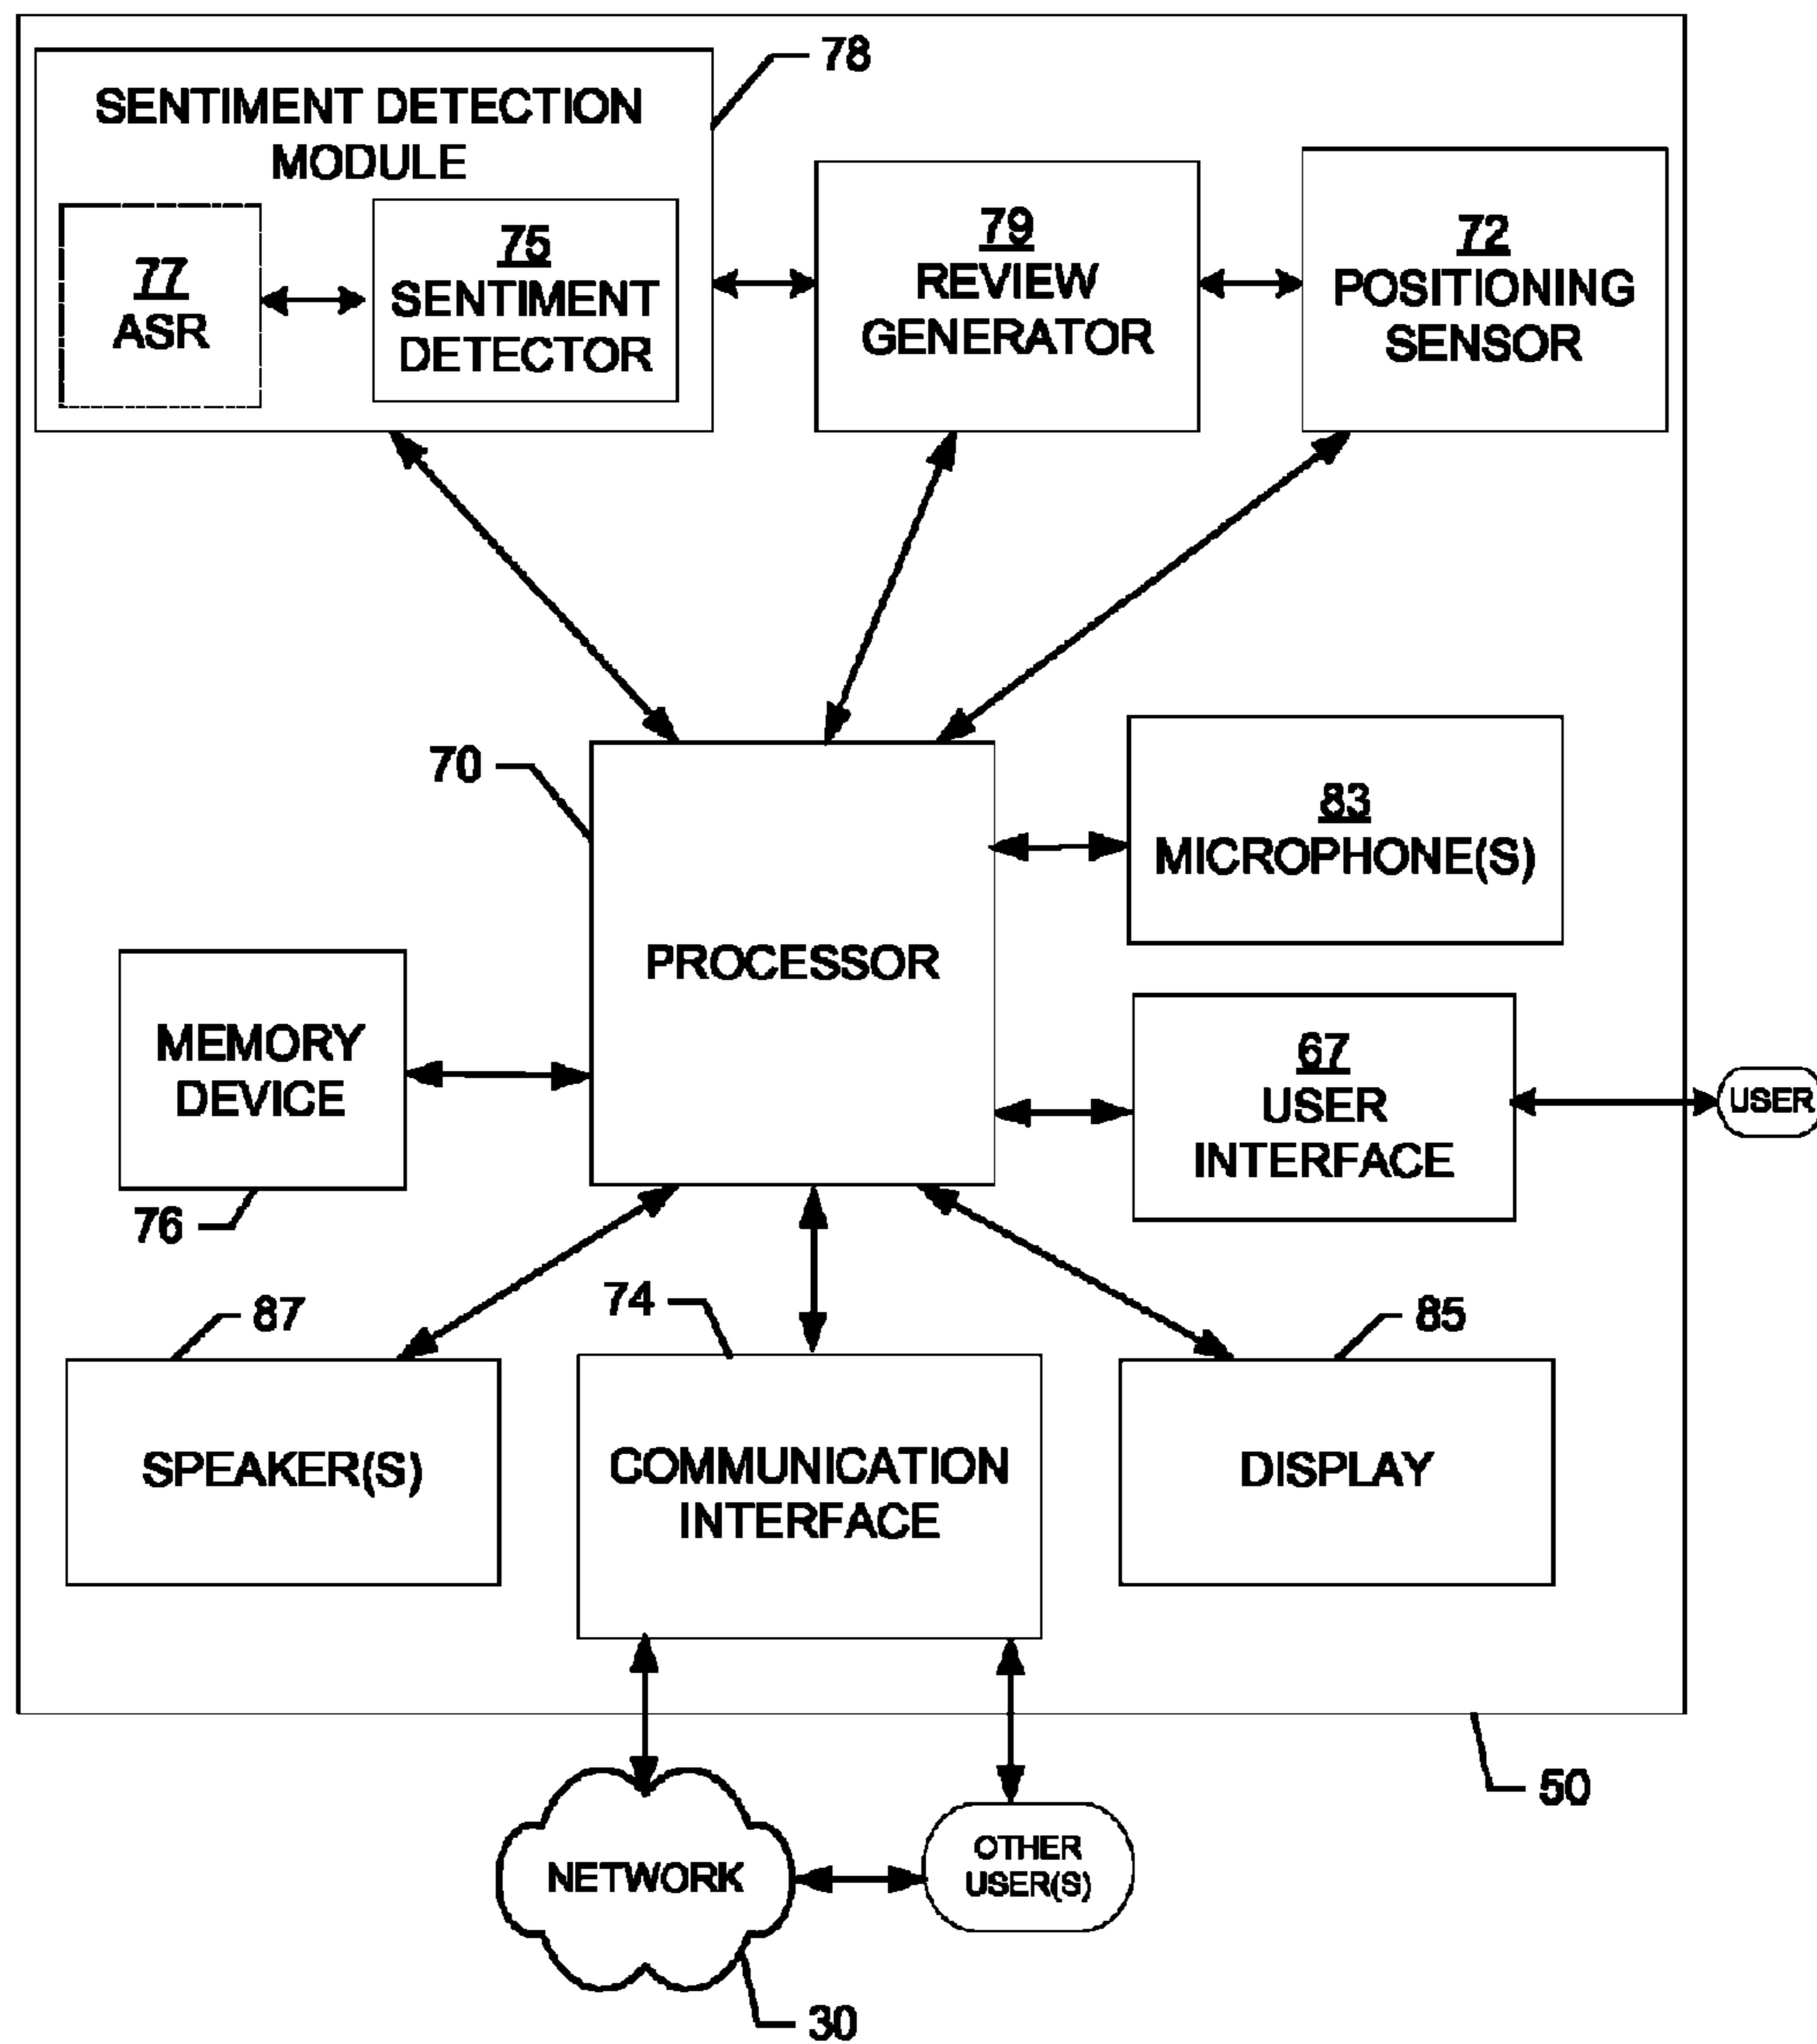 78
SENTIMENT DETECTION
MODULE
77
ASR
75
SENTIMENT
DETECTOR
79
REVIEW
GENERATOR
72
POSITIONING
SENSOR
70
PROCESSOR
83
MICROPHONE(S)
MEMORY
DEVICE
76
67
USER
INTERFACE
USER
87
SPEAKER(S)
74
COMMUNICATION
INTERFACE
85
DISPLAY
50
NETWORK
OTHER
USER(S)
30